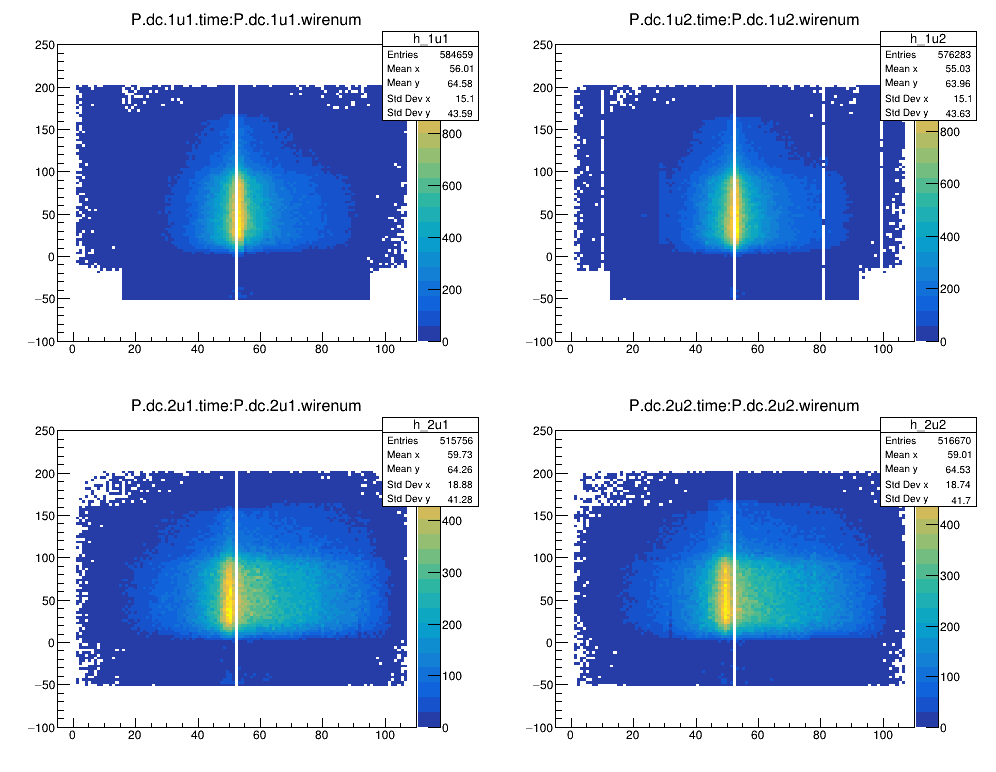 P.dc.1u1.time:P.dc.1u1.wirenum
h_1u1
Entries 584659
Mean x 56.01
Mean y 64.58
Std Dev x 15.1
Std Dev y 43.59
250
200
150
100
50
0
−50
−100
0 20 40 60 80 100
800
600
400
200
0
P.dc.1u2.time:P.dc.1u2.wirenum
h_1u2
Entries 576283
Mean x 55.03
Mean y 63.96
Std Dev x 15.1
Std Dev y 43.63
250
200
150
100
50
0
−50
−100
0 20 40 60 80 100
800
600
400
200
0
P.dc.2u1.time:P.dc.2u1.wirenum
h_2u1
Entries 515756
Mean x 59.73
Mean y 64.26
Std Dev x 18.88
Std Dev y 41.28
250
200
150
100
50
0
−50
−100
0 20 40 60 80 100
400
300
200
100
0
P.dc.2u2.time:P.dc.2u2.wirenum
h_2u2
Entries 516670
Mean x 59.01
Mean y 64.53
Std Dev x 18.74
Std Dev y 41.7
250
200
150
100
50
0
−50
−100
0 20 40 60 80 100
400
300
200
100
0